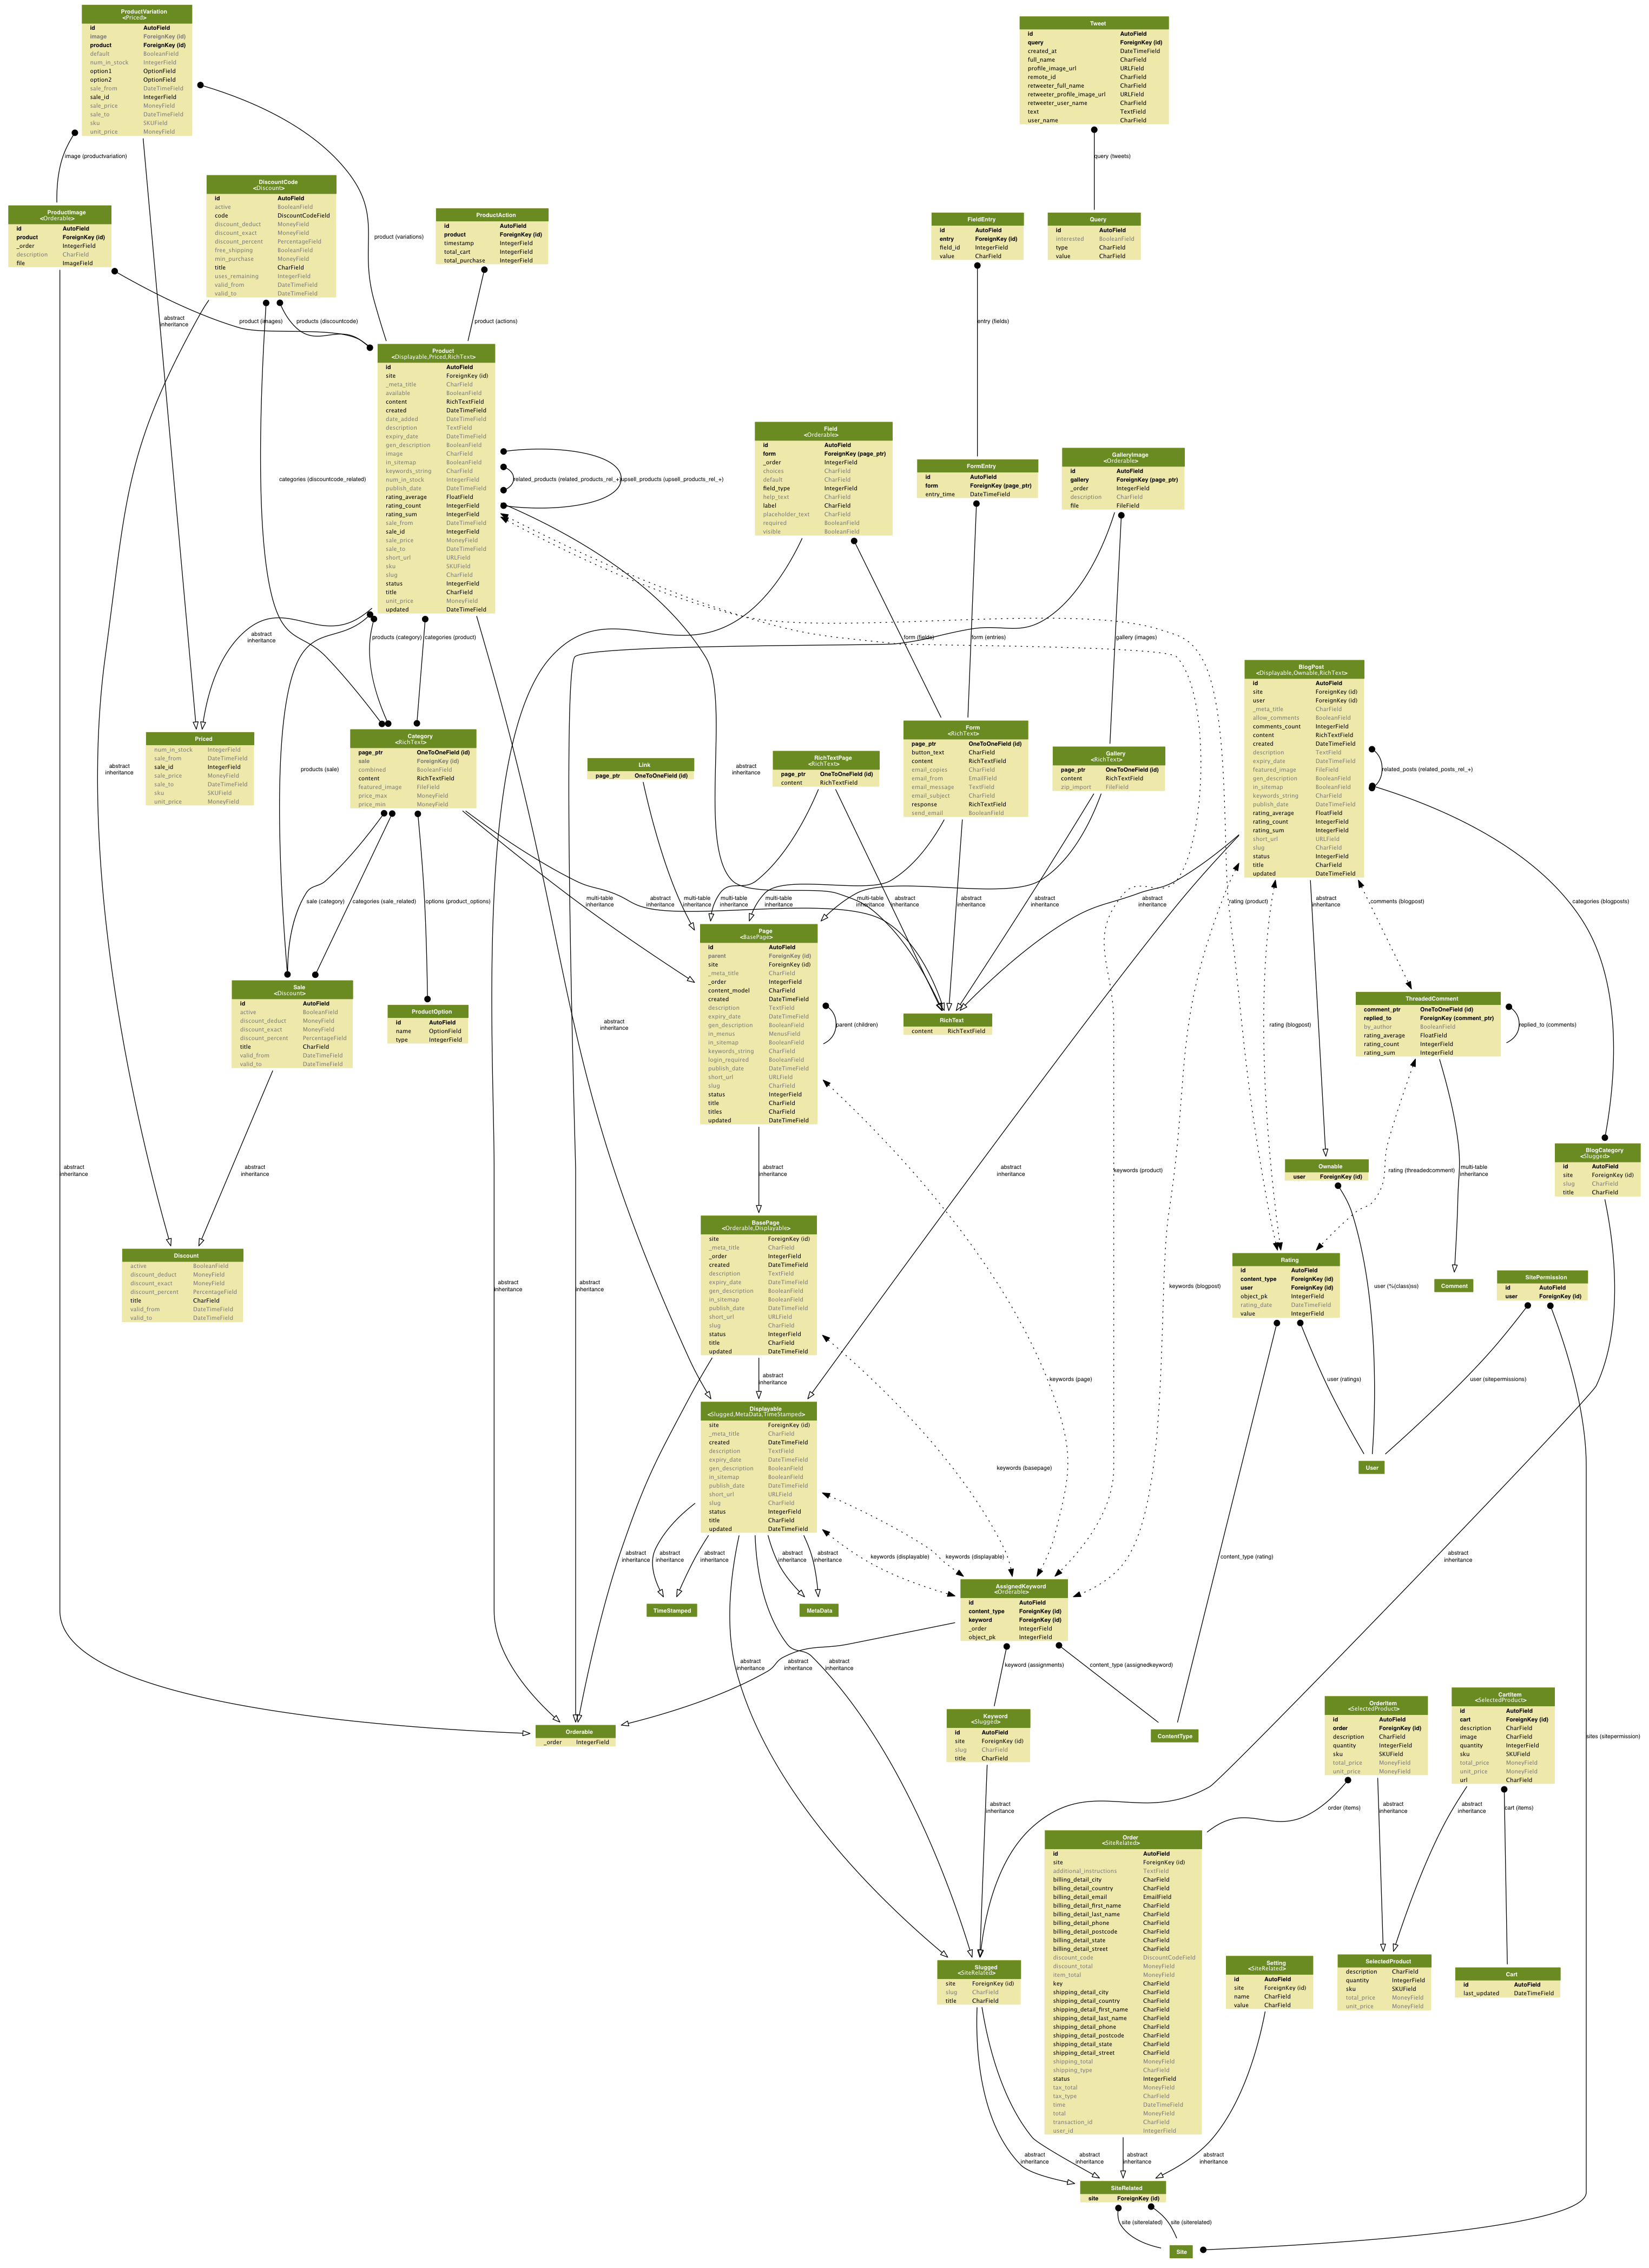 ProductVariation
<Priced>
id AutoField
image ForeignKey (id)
product ForeignKey (id)
default BooleanField
num_in_stock IntegerField
option1 OptionField
option2 OptionField
sale_from DateTimeField
sale_id IntegerField
sale_price MoneyField
sale_to DateTimeField
sku SKUField
unit_price MoneyField
Tweet
id AutoField
query ForeignKey (id)
created_at DateTimeField
full_name CharField
profile_image_url URLField
remote_id CharField
retweeter_full_name CharField
retweeter_profile_image_url URLField
retweeter_user_name CharField
text TextField
user_name CharField
image (productvariation)
query (tweets)
DiscountCode
<Discount>
id AutoField
active BooleanField
code DiscountCodeField
discount_deduct MoneyField
discount_exact MoneyField
discount_percent PercentageField
free_shipping BooleanField
min_purchase MoneyField
title CharField
uses_remaining IntegerField
valid_from DateTimeField
valid_to DateTimeField
ProductImage
<Orderable>
id AutoField
product ForeignKey (id)
_order IntegerField
description CharField
file ImageField
ProductAction
id AutoField
product ForeignKey (id)
timestamp IntegerField
total_cart IntegerField
total_purchase IntegerField
FieldEntry
id AutoField
entry ForeignKey (id)
field_id IntegerField
value CharField
Query
id AutoField
interested BooleanField
type CharField
value CharField
product (variations)
abstract
inheritance
product (images)
products (discountcode)
product (actions)
entry (fields)
Product
<Displayable,Priced,RichText>
id AutoField
site ForeignKey (id)
_meta_title CharField
available BooleanField
content RichTextField
created DateTimeField
date_added DateTimeField
description TextField
expiry_date DateTimeField
gen_description BooleanField
image CharField
in_sitemap BooleanField
keywords_string CharField
num_in_stock IntegerField
publish_date DateTimeField
rating_average FloatField
rating_count IntegerField
rating_sum IntegerField
sale_from DateTimeField
sale_id IntegerField
sale_price MoneyField
sale_to DateTimeField
short_url URLField
sku SKUField
slug CharField
status IntegerField
title CharField
unit_price MoneyField
updated DateTimeField
categories (discountcode_related)
related_products (related_products_rel_+)
upsell_products (upsell_products_rel_+)
Field
<Orderable>
id AutoField
form ForeignKey (page_ptr)
_order IntegerField
choices CharField
default CharField
field_type IntegerField
help_text CharField
label CharField
placeholder_text CharField
required BooleanField
visible BooleanField
FormEntry
id AutoField
form ForeignKey (page_ptr)
entry_time DateTimeField
GalleryImage
<Orderable>
id AutoField
gallery ForeignKey (page_ptr)
_order IntegerField
description CharField
file FileField
abstract
inheritance
products (category)
categories (product)
form (fields)
form (entries)
gallery (images)
BlogPost
<Displayable,Ownable,RichText>
id AutoField
site ForeignKey (id)
user ForeignKey (id)
_meta_title CharField
allow_comments BooleanField
comments_count IntegerField
content RichTextField
created DateTimeField
description TextField
expiry_date DateTimeField
featured_image FileField
gen_description BooleanField
in_sitemap BooleanField
keywords_string CharField
publish_date DateTimeField
rating_average FloatField
rating_count IntegerField
rating_sum IntegerField
short_url URLField
slug CharField
status IntegerField
title CharField
updated DateTimeField
related_posts (related_posts_rel_+)
Priced
num_in_stock IntegerField
sale_from DateTimeField
sale_id IntegerField
sale_price MoneyField
sale_to DateTimeField
sku SKUField
unit_price MoneyField
abstract
inheritance
products (sale)
Category
<RichText>
page_ptr OneToOneField (id)
sale ForeignKey (id)
combined BooleanField
content RichTextField
featured_image FileField
price_max MoneyField
price_min MoneyField
Link
page_ptr OneToOneField (id)
abstract
inheritance
RichTextPage
<RichText>
page_ptr OneToOneField (id)
content RichTextField
Form
<RichText>
page_ptr OneToOneField (id)
button_text CharField
content RichTextField
email_copies CharField
email_from EmailField
email_message TextField
email_subject CharField
response RichTextField
send_email BooleanField
Gallery
<RichText>
page_ptr OneToOneField (id)
content RichTextField
zip_import FileField
sale (category)
categories (sale_related)
options (product_options)
multi-table
inheritance
abstract
inheritance
multi-table
inheritance
multi-table
inheritance
multi-table
inheritance
abstract
inheritance
abstract
inheritance
multi-table
inheritance
abstract
inheritance
abstract
inheritance
rating (product)
abstract
inheritance
comments (blogpost)
categories (blogposts)
Page
<BasePage>
id AutoField
parent ForeignKey (id)
site ForeignKey (id)
_meta_title CharField
_order IntegerField
content_model CharField
created DateTimeField
description TextField
expiry_date DateTimeField
gen_description BooleanField
in_menus MenusField
in_sitemap BooleanField
keywords_string CharField
login_required BooleanField
publish_date DateTimeField
short_url URLField
slug CharField
status IntegerField
title CharField
titles CharField
updated DateTimeField
parent (children)
Sale
<Discount>
id AutoField
active BooleanField
discount_deduct MoneyField
discount_exact MoneyField
discount_percent PercentageField
title CharField
valid_from DateTimeField
valid_to DateTimeField
ProductOption
id AutoField
name OptionField
type IntegerField
abstract
inheritance
RichText
content RichTextField
rating (blogpost)
ThreadedComment
comment_ptr OneToOneField (id)
replied_to ForeignKey (comment_ptr)
by_author BooleanField
rating_average FloatField
rating_count IntegerField
rating_sum IntegerField
replied_to (comments)
abstract
inheritance
abstract
inheritance
abstract
inheritance
abstract
inheritance
keywords (product)
rating (threadedcomment)
multi-table
inheritance
Ownable
user ForeignKey (id)
BlogCategory
<Slugged>
id AutoField
site ForeignKey (id)
slug CharField
title CharField
Discount
active BooleanField
discount_deduct MoneyField
discount_exact MoneyField
discount_percent PercentageField
title CharField
valid_from DateTimeField
valid_to DateTimeField
BasePage
<Orderable,Displayable>
site ForeignKey (id)
_meta_title CharField
_order IntegerField
created DateTimeField
description TextField
expiry_date DateTimeField
gen_description BooleanField
in_sitemap BooleanField
publish_date DateTimeField
short_url URLField
slug CharField
status IntegerField
title CharField
updated DateTimeField
abstract
inheritance
abstract
inheritance
keywords (blogpost)
Rating
id AutoField
content_type ForeignKey (id)
user ForeignKey (id)
object_pk IntegerField
rating_date DateTimeField
value IntegerField
user (%(class)ss)
Comment
SitePermission
id AutoField
user ForeignKey (id)
abstract
inheritance
keywords (page)
user (ratings)
user (sitepermissions)
Displayable
<Slugged,MetaData,TimeStamped>
site ForeignKey (id)
_meta_title CharField
created DateTimeField
description TextField
expiry_date DateTimeField
gen_description BooleanField
in_sitemap BooleanField
publish_date DateTimeField
short_url URLField
slug CharField
status IntegerField
title CharField
updated DateTimeField
keywords (basepage)
User
abstract
inheritance
abstract
inheritance
abstract
inheritance
abstract
inheritance
abstract
inheritance
keywords (displayable)
keywords (displayable)
content_type (rating)
abstract
inheritance
TimeStamped
MetaData
AssignedKeyword
<Orderable>
id AutoField
content_type ForeignKey (id)
keyword ForeignKey (id)
_order IntegerField
object_pk IntegerField
abstract
inheritance
abstract
inheritance
abstract
inheritance
keyword (assignments)
content_type (assignedkeyword)
Orderable
_order IntegerField
Keyword
<Slugged>
id AutoField
site ForeignKey (id)
slug CharField
title CharField
ContentType
OrderItem
<SelectedProduct>
id AutoField
order ForeignKey (id)
description CharField
quantity IntegerField
sku SKUField
total_price MoneyField
unit_price MoneyField
CartItem
<SelectedProduct>
id AutoField
cart ForeignKey (id)
description CharField
image CharField
quantity IntegerField
sku SKUField
total_price MoneyField
unit_price MoneyField
url CharField
sites (sitepermission)
abstract
inheritance
order (items)
abstract
inheritance
abstract
inheritance
cart (items)
Order
<SiteRelated>
id AutoField
site ForeignKey (id)
additional_instructions TextField
billing_detail_city CharField
billing_detail_country CharField
billing_detail_email EmailField
billing_detail_first_name CharField
billing_detail_last_name CharField
billing_detail_phone CharField
billing_detail_postcode CharField
billing_detail_state CharField
billing_detail_street CharField
discount_code DiscountCodeField
discount_total MoneyField
item_total MoneyField
key CharField
shipping_detail_city CharField
shipping_detail_country CharField
shipping_detail_first_name CharField
shipping_detail_last_name CharField
shipping_detail_phone CharField
shipping_detail_postcode CharField
shipping_detail_state CharField
shipping_detail_street CharField
shipping_total MoneyField
shipping_type CharField
status IntegerField
tax_total MoneyField
tax_type CharField
time DateTimeField
total MoneyField
transaction_id CharField
user_id IntegerField
Slugged
<SiteRelated>
site ForeignKey (id)
slug CharField
title CharField
Setting
<SiteRelated>
id AutoField
site ForeignKey (id)
name CharField
value CharField
SelectedProduct
description CharField
quantity IntegerField
sku SKUField
total_price MoneyField
unit_price MoneyField
Cart
id AutoField
last_updated DateTimeField
abstract
inheritance
abstract
inheritance
abstract
inheritance
abstract
inheritance
SiteRelated
site ForeignKey (id)
site (siterelated)
site (siterelated)
Site